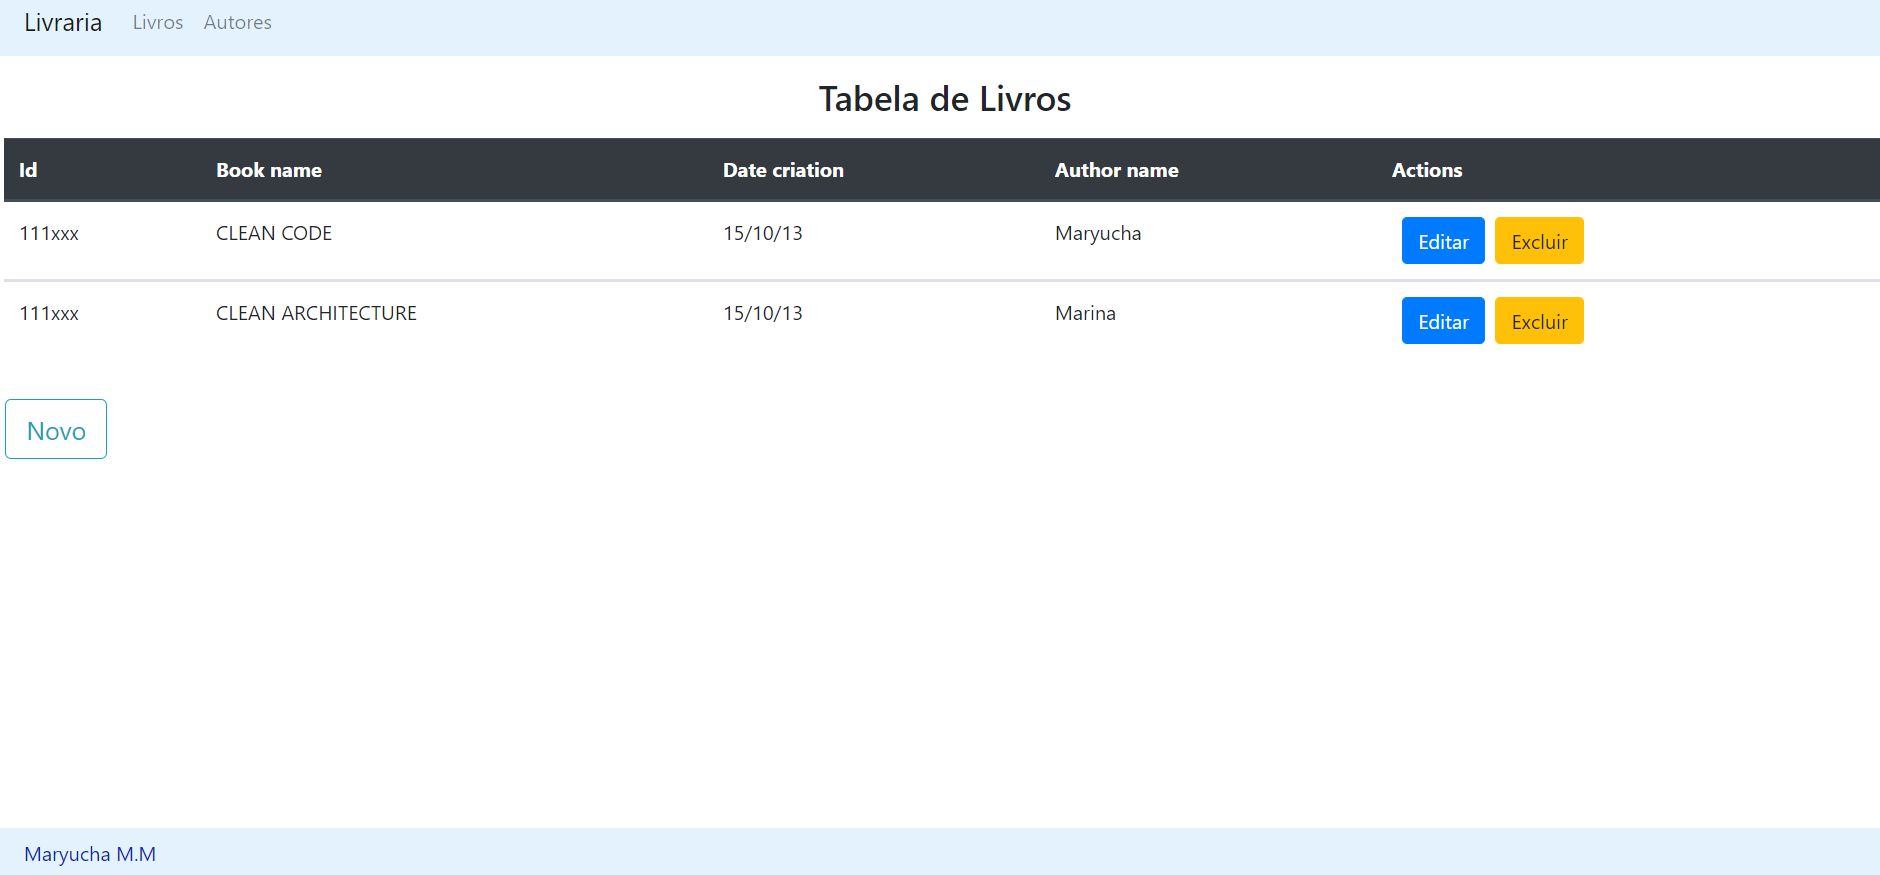 Livraria Livros Autores
Tabela de Livros
Id Book name Date criation Author name Actions
111xxx CLEAN CODE 15/10/13 Maryucha Editar Excluir
111xxx CLEAN ARCHITECTURE 15/10/13 Marina Editar Excluir
Novo
Maryucha M.M